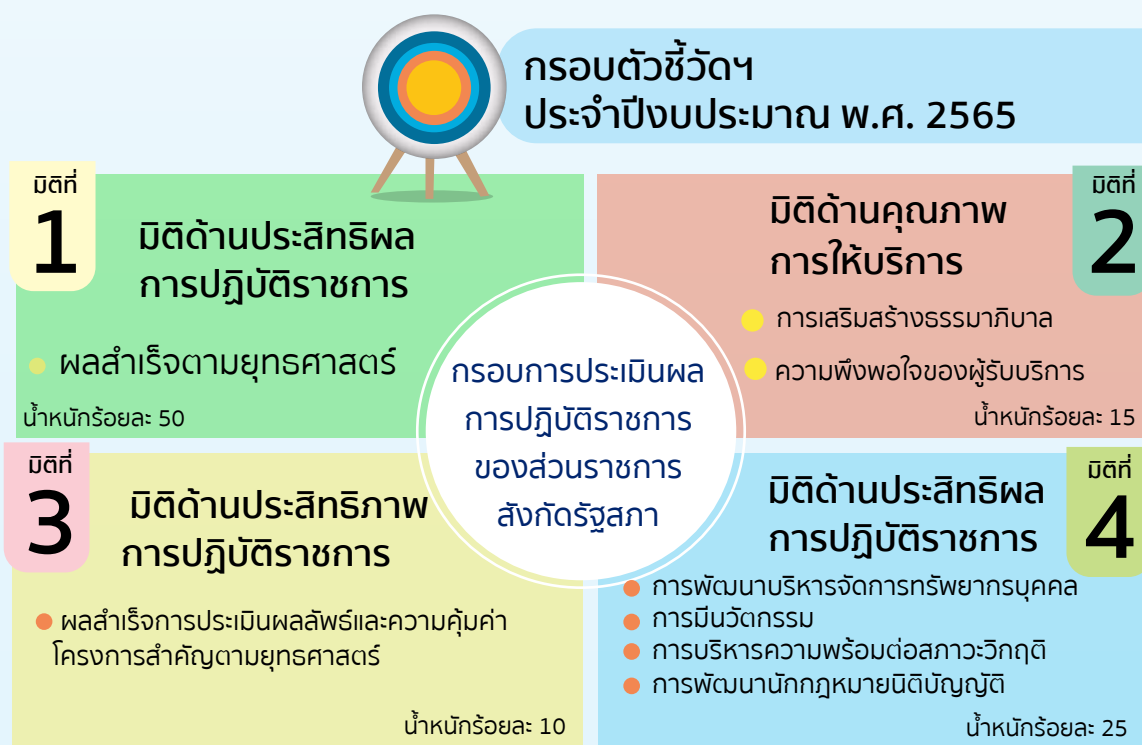 กรอบตัวชี้วัดฯ
ประจำปีงบประมาณ พ.ศ. 2565
มิติที่
1
มิติด้านประสิทธิผล
การปฏิบัติราชการ
ผลสำเร็จตามยุทธศาสตร์
น้ำหนักร้อยละ 50
มิติที่
2
มิติด้านคุณภาพ
การให้บริการ
การเสริมสร้างธรรมาภิบาล
ความพึงพอใจของผู้รับบริการ
น้ำหนักร้อยละ 15
กรอบการประเมินผล
การปฏิบัติราชการ
ของส่วนราชการ
สังกัดรัฐสภา
มิติที่
3
มิติด้านประสิทธิภาพ
การปฏิบัติราชการ
ผลสำเร็จการประเมินผลลัพธ์และความคุ้มค่า
โครงการสำคัญตามยุทธศาสตร์
น้ำหนักร้อยละ 10
มิติที่
4
มิติด้านประสิทธิผล
การปฏิบัติราชการ
การพัฒนาบริหารจัดการทรัพยากรบุคคล
การมีนวัตกรรม
การบริหารความพร้อมต่อสภาวะวิกฤติ
การพัฒนานักกฎหมายนิติบัญญัติ
น้ำหนักร้อยละ 25